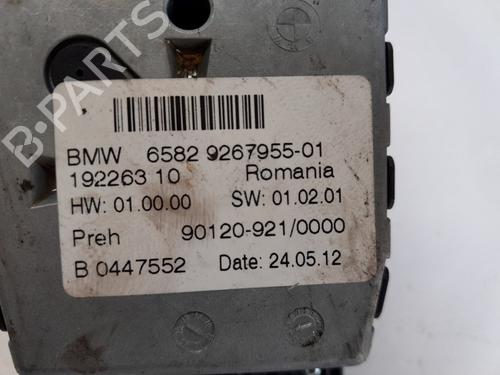 BMW 6582 9267955-01
192263 10 Romania
HW: 01.00.00 SW: 01.02.01
Preh 90120-921/0000
B 0447552 Date: 24.05.12
B-PARTS